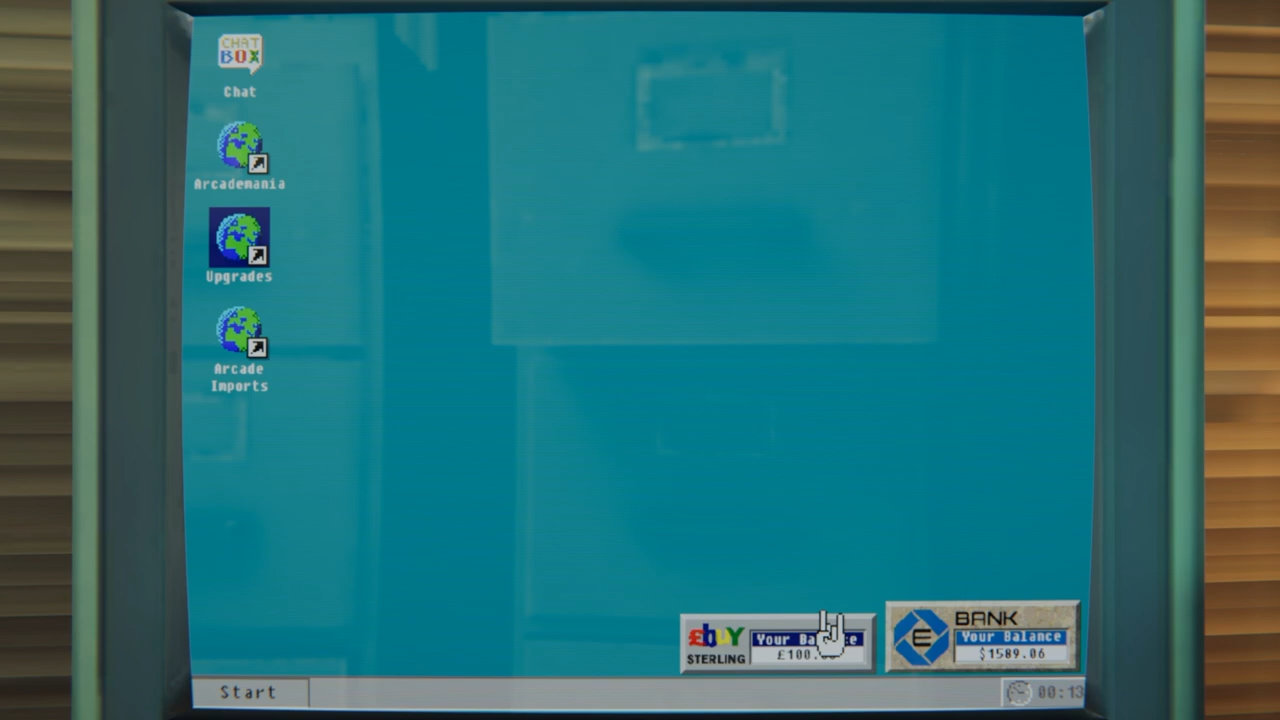 CHAT
BOX
Chat
Arcademania
Upgrades
Arcade
Imports
£buY
STERLING
Your
£100.
E
BANK
Your Balance
$1589.06
Start
00:13